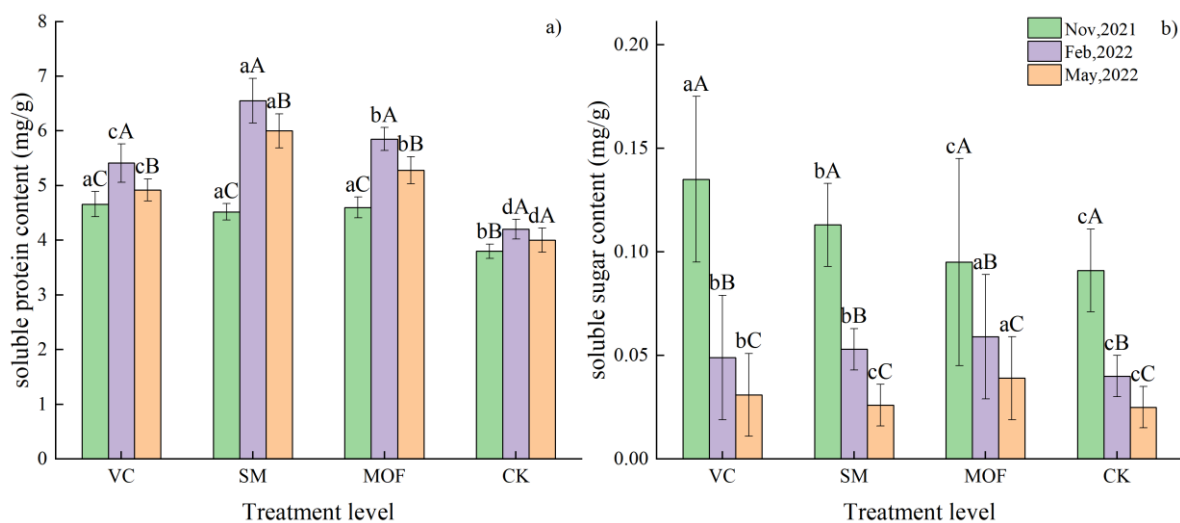 a)
soluble protein content (mg/g)
8
7
6
5
4
3
2
1
0
aC
cA
cB
aC
aA
aB
aC
bA
bB
bB
dA
dA
VC
SM
MOF
CK
Treatment level
b)
Nov,2021
Feb,2022
May,2022
soluble sugar content (mg/g)
0.20
0.15
0.10
0.05
0.00
aA
bB
bC
bA
bB
cC
cA
aB
aC
cA
cB
cC
VC
SM
MOF
CK
Treatment level